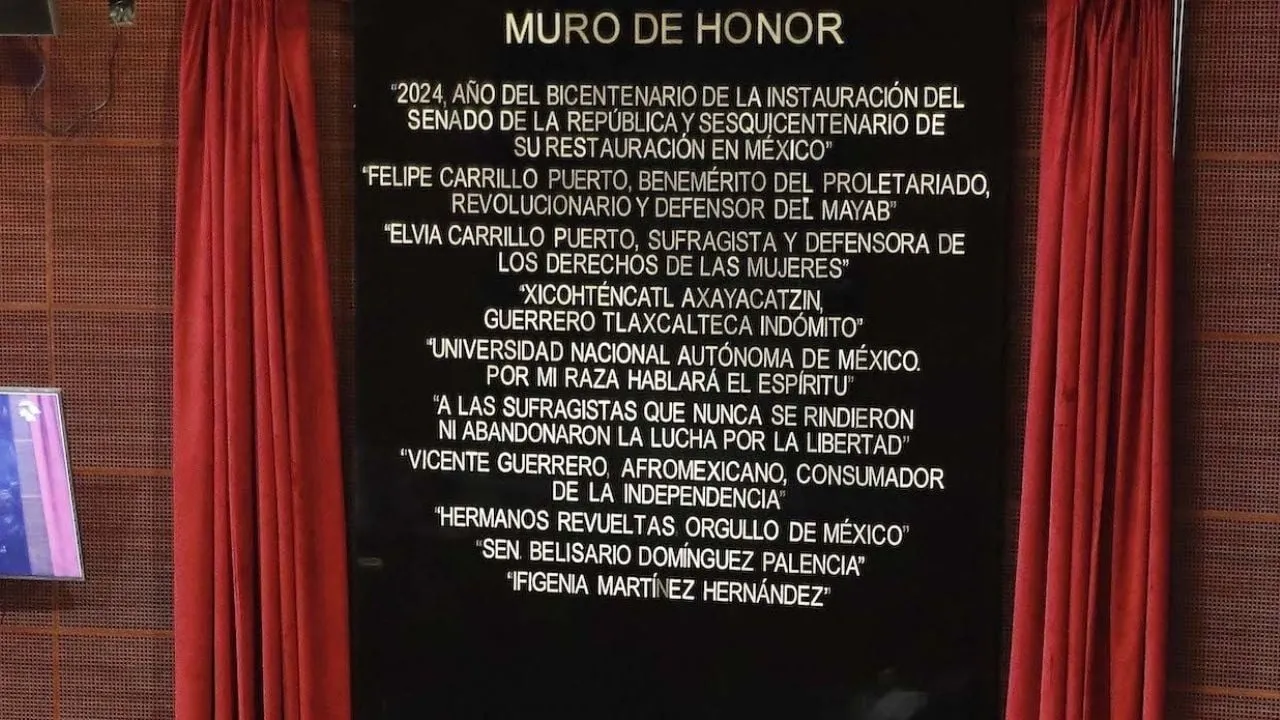 MURO DE HONOR
"2024, AÑO DEL BICENTENARIO DE LA INSTAURACIÓN DEL
SENADO DE LA REPÚBLICA Y SESQUICENTENARIO DE
SU RESTAURACIÓN EN MÉXICO"
"FELIPE CARRILLO PUERTO, BENEMÉRITO DEL PROLETARIADO,
REVOLUCIONARIO Y DEFENSOR DEL MAYAB"
"ELVIA CARRILLO PUERTO, SUFRAGISTA Y DEFENSORA DE
LOS DERECHOS DE LAS MUJERES"
"XICOHTÉNCATL AXAYACATZIN,
GUERRERO TLAXCALTECA INDÓMITO"
"UNIVERSIDAD NACIONAL AUTÓNOMA DE MÉXICO.
POR MI RAZA HABLARÁ EL ESPÍRITU"
"A LAS SUFRAGISTAS QUE NUNCA SE RINDIERON
NI ABANDONARON LA LUCHA POR LA LIBERTAD"
"VICENTE GUERRERO, AFROMEXICANO, CONSUMADOR
DE LA INDEPENDENCIA"
"HERMANOS REVUELTAS, ORGULLO DE MÉXICO"
"SEN. BELISARIO DOMÍNGUEZ PALENCIA"
"IFIGENIA MARTÍNEZ HERNÁNDEZ"